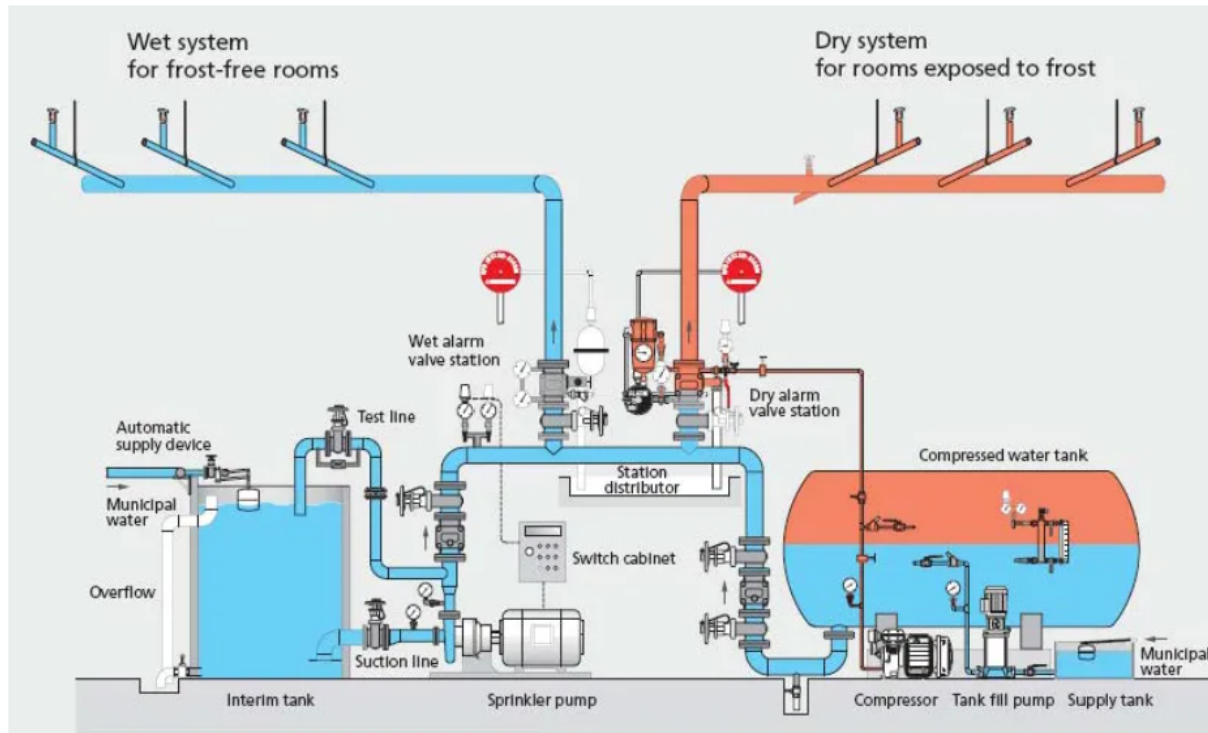 Wet system
for frost-free rooms
Dry system
for rooms exposed to frost
Wet alarm
valve station
Dry alarm
valve station
Test line
Automatic
supply device
Municipal
water
Overflow
Suction line
Interim tank
Station
distributor
Switch cabinet
Sprinkler pump
Compressed water tank
Municipal
water
Compressor
Tank fill pump
Supply tank